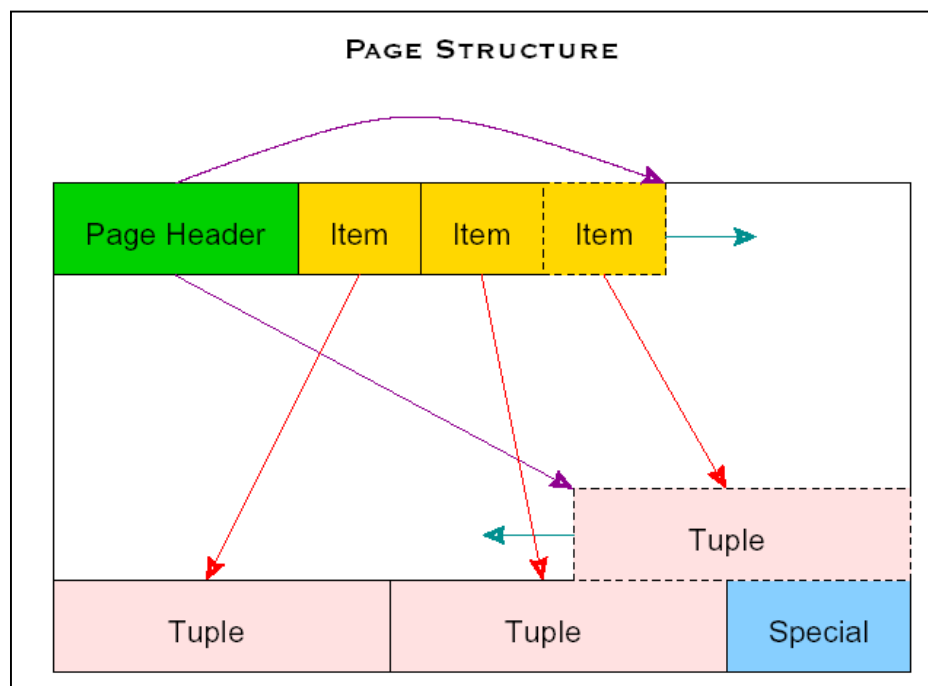 PAGE STRUCTURE
Page Header Item Item Item
Tuple
Tuple Tuple Special